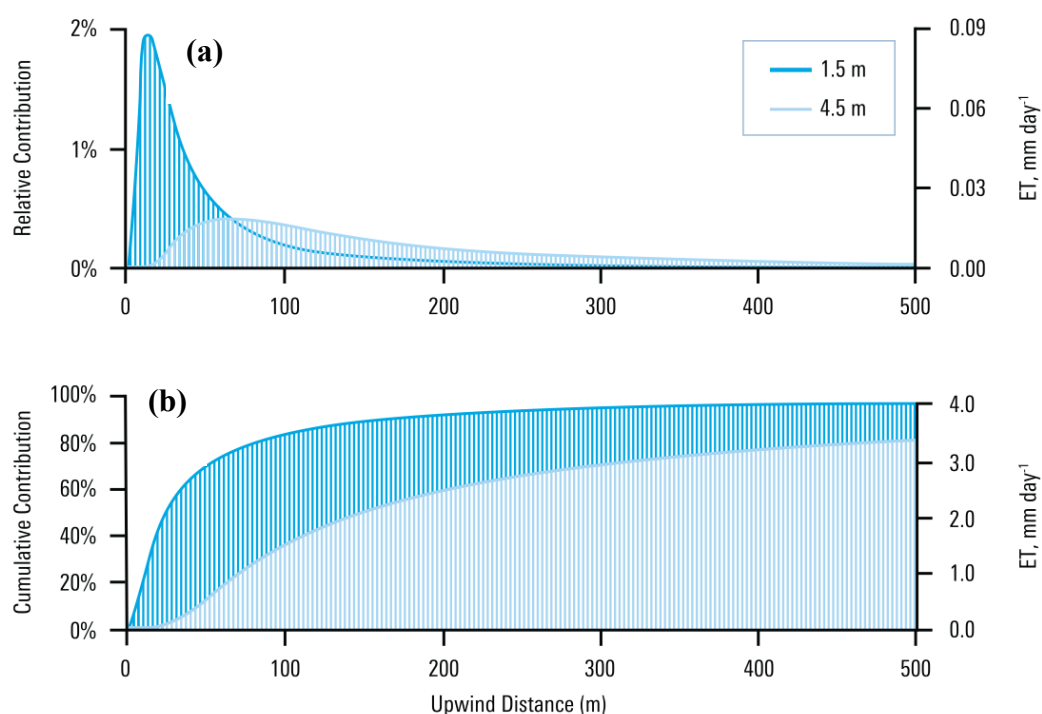 (a)
Relative Contribution
2%
1%
0%
0.09
0.06
0.03
0.00
ET, mm day-1
1.5 m
4.5 m
0 100 200 300 400 500
(b)
Cumulative Contribution
100%
80%
60%
40%
20%
0%
4.0
3.0
2.0
1.0
0.0
ET, mm day-1
0 100 200 300 400 500
Upwind Distance (m)